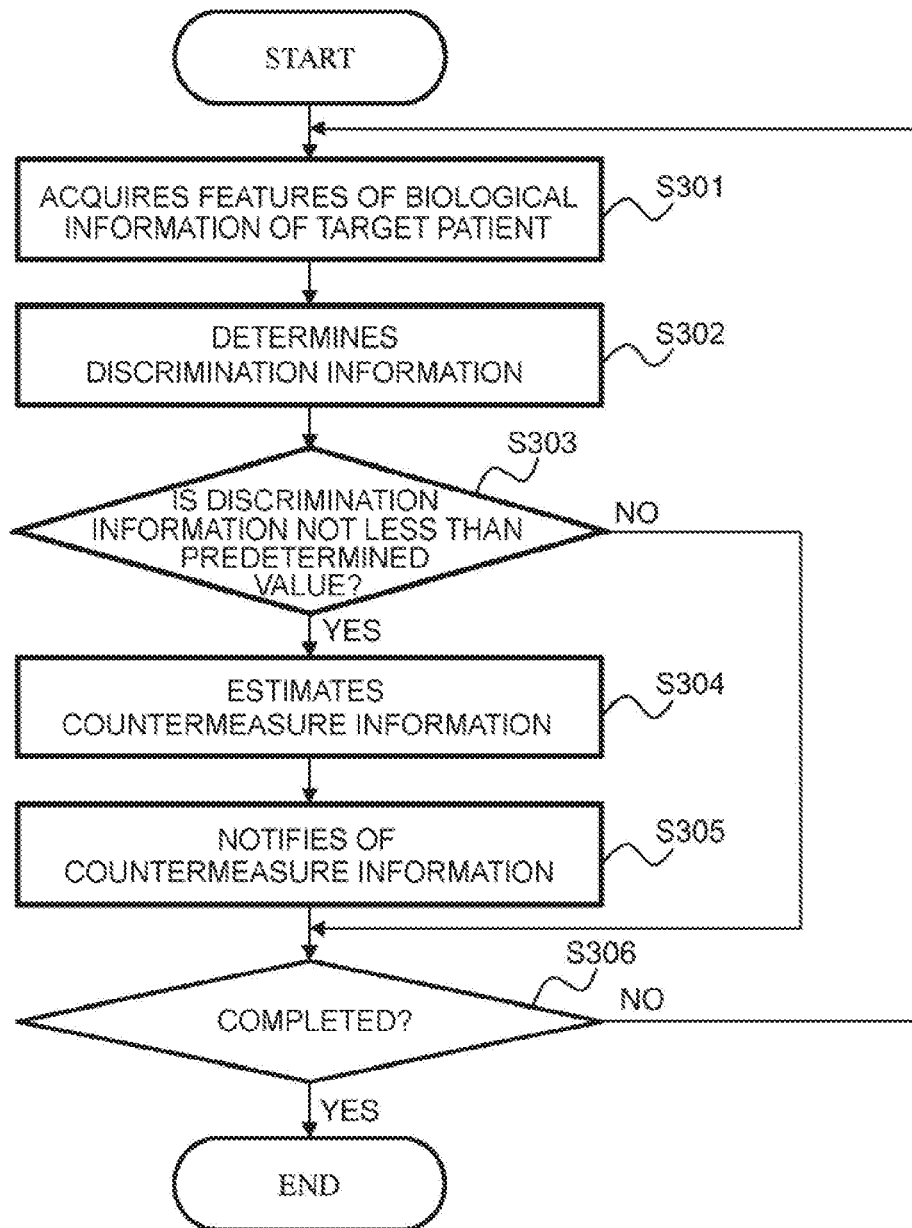 START
ACQUIRES FEATURES OF BIOLOGICAL
INFORMATION OF TARGET PATIENT
S301
DETERMINES
DISCRIMINATION INFORMATION
S302
S303
IS DISCRIMINATION
INFORMATION NOT LESS THAN
PREDETERMINED
VALUE?
NO
YES
ESTIMATES
COUNTERMEASURE INFORMATION
S304
NOTIFIES OF
COUNTERMEASURE INFORMATION
S305
S306
COMPLETED?
NO
YES
END